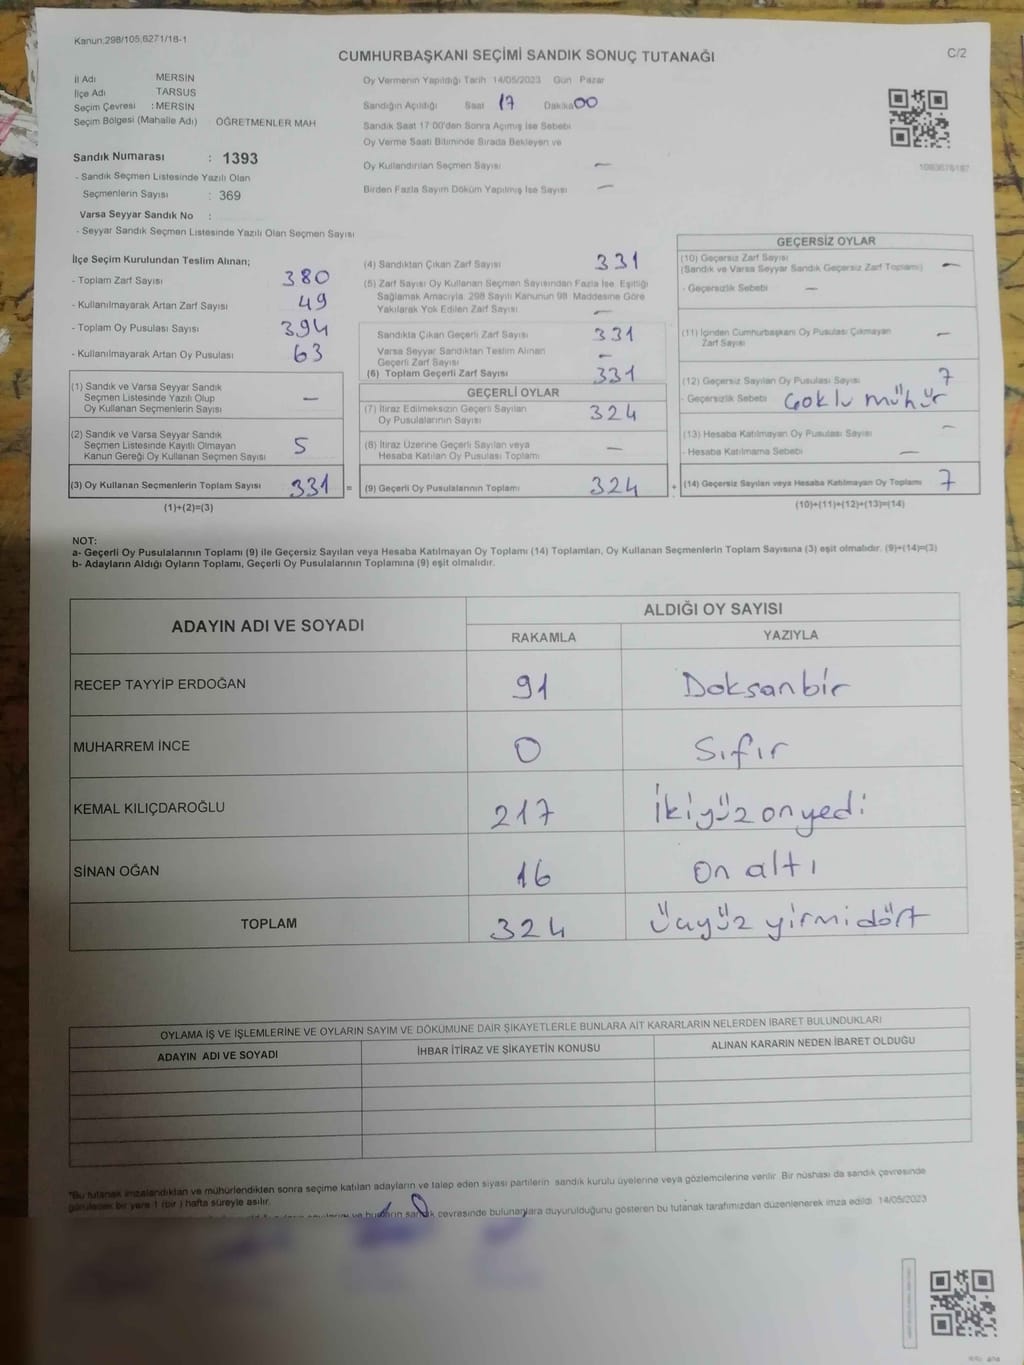 Kanun:298/105,6271/18-1
CUMHURBAŞKANI SEÇİMİ SANDIK SONUÇ TUTANAĞI
C/2
İl Adı MERSİN
İlçe Adı TARSUS
Seçim Çevresi : MERSİN
Seçim Bölgesi (Mahalle Adı) ÖĞRETMENLER MAH
Oy Vermenin Yapıldığı Tarih 14/05/2023 Gün Pazar
Sandığın Açıldığı Saat 17 Dakika 00
Sandık Saat 17:00'den Sonra Açımış İse Sebebi
Oy Verme Saati Bitiminde Sırada Bekleyen ve
Oy Kullandırılan Seçmen Sayısı —
Birden Fazla Sayım Döküm Yapılmış İse Sayısı —
Sandık Numarası : 1393
- Sandık Seçmen Listesinde Yazılı Olan
Seçmenlerin Sayısı : 369
Varsa Seyyar Sandık No :
- Seyyar Sandık Seçmen Listesinde Yazılı Olan Seçmen Sayısı
İlçe Seçim Kurulundan Teslim Alınan;
- Toplam Zarf Sayısı 380
- Kullanılmayarak Artan Zarf Sayısı 49
- Toplam Oy Pusulası Sayısı 394
- Kullanılmayarak Artan Oy Pusulası 63
(1) Sandık ve Varsa Seyyar Sandık
Seçmen Listesinde Yazılı Olup
Oy Kullanan Seçmenlerin Sayısı —
(2) Sandık ve Varsa Seyyar Sandık
Seçmen Listesinde Kayıtlı Olmayan
Kanun Gereği Oy Kullanan Seçmen Sayısı 5
(3) Oy Kullanan Seçmenlerin Toplam Sayısı 331 =
(1)+(2)=(3)
(4) Sandıktan Çıkan Zarf Sayısı 331
(5) Zarf Sayısı Oy Kullanan Seçmen Sayısından Fazla İse, Eşitliği
Sağlamak Amacıyla, 298 Sayılı Kanunun 98. Maddesine Göre
Yakılarak Yok Edilen Zarf Sayısı —
Sandıkta Çıkan Geçerli Zarf Sayısı 331
Varsa Seyyar Sandıktan Teslim Alınan
Geçerli Zarf Sayısı —
(6) Toplam Geçerli Zarf Sayısı 331
GEÇERLİ OYLAR
(7) İtiraz Edilmeksizin Geçerli Sayılan
Oy Pusulalarının Sayısı 324
(8) İtiraz Üzerine Geçerli Sayılan veya
Hesaba Katılan Oy Pusulası Toplamı —
(9) Geçerli Oy Pusulalarının Toplamı 324 +
GEÇERSİZ OYLAR
(10) Geçersiz Zarf Sayısı
(Sandık ve Varsa Seyyar Sandık Geçersiz Zarf Toplamı) —
- Geçersizlik Sebebi —
(11) İçinden Cumhurbaşkanı Oy Pusulası Çıkmayan
Zarf Sayısı —
(12) Geçersiz Sayılan Oy Pusulası Sayısı 7
- Geçersizlik Sebebi Çoklu mühür
(13) Hesaba Katılmayan Oy Pusulası Sayısı —
- Hesaba Katılmama Sebebi —
(14) Geçersiz Sayılan veya Hesaba Katılmayan Oy Toplamı 7
(10)+(11)+(12)+(13)=(14)
NOT:
a- Geçerli Oy Pusulalarının Toplamı (9) ile Geçersiz Sayılan veya Hesaba Katılmayan Oy Toplamı (14) Toplamları, Oy Kullanan Seçmenlerin Toplam Sayısına (3) eşit olmalıdır. (9)+(14)=(3)
b- Adayların Aldığı Oyların Toplamı, Geçerli Oy Pusulalarının Toplamına (9) eşit olmalıdır.
ADAYIN ADI VE SOYADI
ALDIĞI OY SAYISI
RAKAMLA YAZIYLA
RECEP TAYYİP ERDOĞAN 91 Doksanbir
MUHARREM İNCE 0 Sıfır
KEMAL KILIÇDAROĞLU 217 İkiyüzonyedi
SİNAN OĞAN 16 On altı
TOPLAM 324 Üçyüz yirmidört
OYLAMA İŞ VE İŞLEMLERİNE VE OYLARIN SAYIM VE DÖKÜMÜNE DAİR ŞİKAYETLERLE BUNLARA AİT KARARLARIN NELERDEN İBARET BULUNDUKLARI
ADAYIN ADI VE SOYADI İHBAR İTİRAZ VE ŞİKAYETİN KONUSU ALINAN KARARIN NEDEN İBARET OLDUĞU
"Bu tutanak imzalandıktan ve mühürlendikten sonra seçime katılan adayların ve talep eden siyasi partilerin sandık kurulu üyelerine veya gözlemcilerine verilir. Bir nüshası da sandık çevresinde
görülecek bir yere 1 (bir) hafta süreyle asılır.
sandık çevresinde bulunanlara duyurulduğunu gösteren bu tutanak tarafımızdan düzenlenerek imza edildi. 14/05/2023